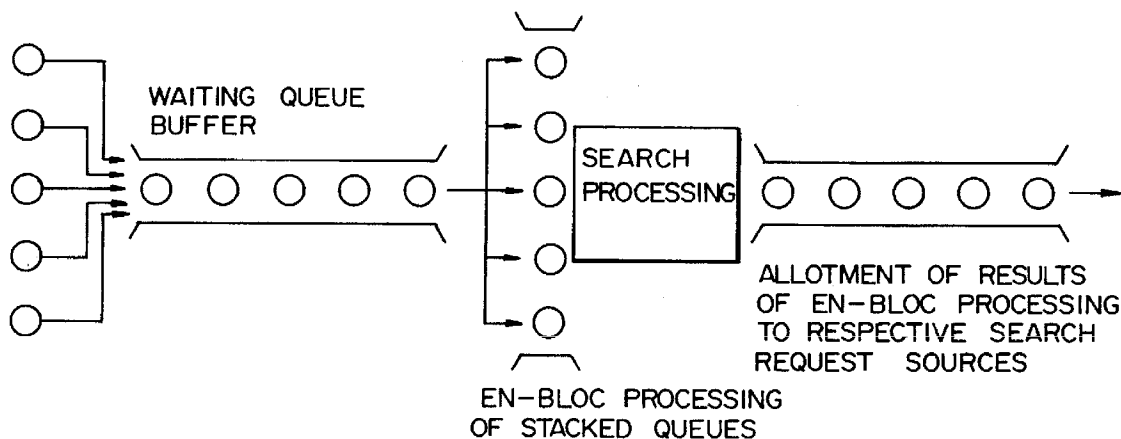 WAITING QUEUE
BUFFER
SEARCH
PROCESSING
ALLOTMENT OF RESULTS
OF EN-BLOC PROCESSING
TO RESPECTIVE SEARCH
REQUEST SOURCES
EN-BLOC PROCESSING
OF STACKED QUEUES